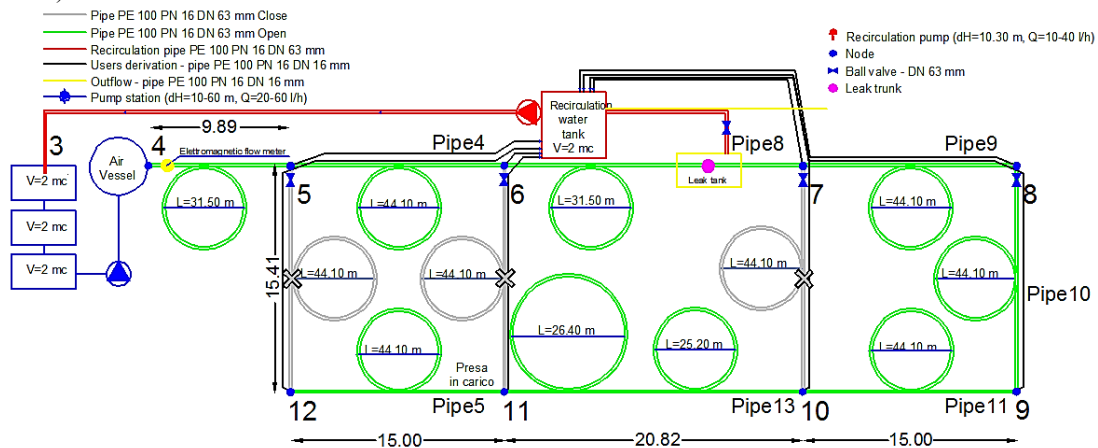 Pipe PE 100 PN 16 DN 63 mm Close
Pipe PE 100 PN 16 DN 63 mm Open
Recirculation pipe PE 100 PN 16 DN 63 mm
Users derivation - pipe PE 100 PN 16 DN 16 mm
Outflow - pipe PE 100 PN 16 DN 16 mm
Pump station (dH=10-60 m, Q=20-60 l/h)
Recirculation pump (dH=10.30 m, Q=10-40 l/h)
Node
Ball valve - DN 63 mm
Leak trunk
9.89
Recirculation
water
tank
V=2 mc
3
4
Elettromagnetic flow meter
Pipe4
Pipe8
Pipe9
Air
Vessel
V=2 mc
V=2 mc
V=2 mc
Leak tank
5
6
7
8
L=31.50 m
L=44.10 m
L=31.50 m
L=44.10 m
15.41
L=44.10 m
L=44.10 m
L=44.10 m
L=44.10 m
Pipe10
L=44.10 m
L=26.40 m
L=25.20 m
L=44.10 m
Presa
in carico
12
Pipe5
11
Pipe13
10
Pipe11
9
15.00
20.82
15.00